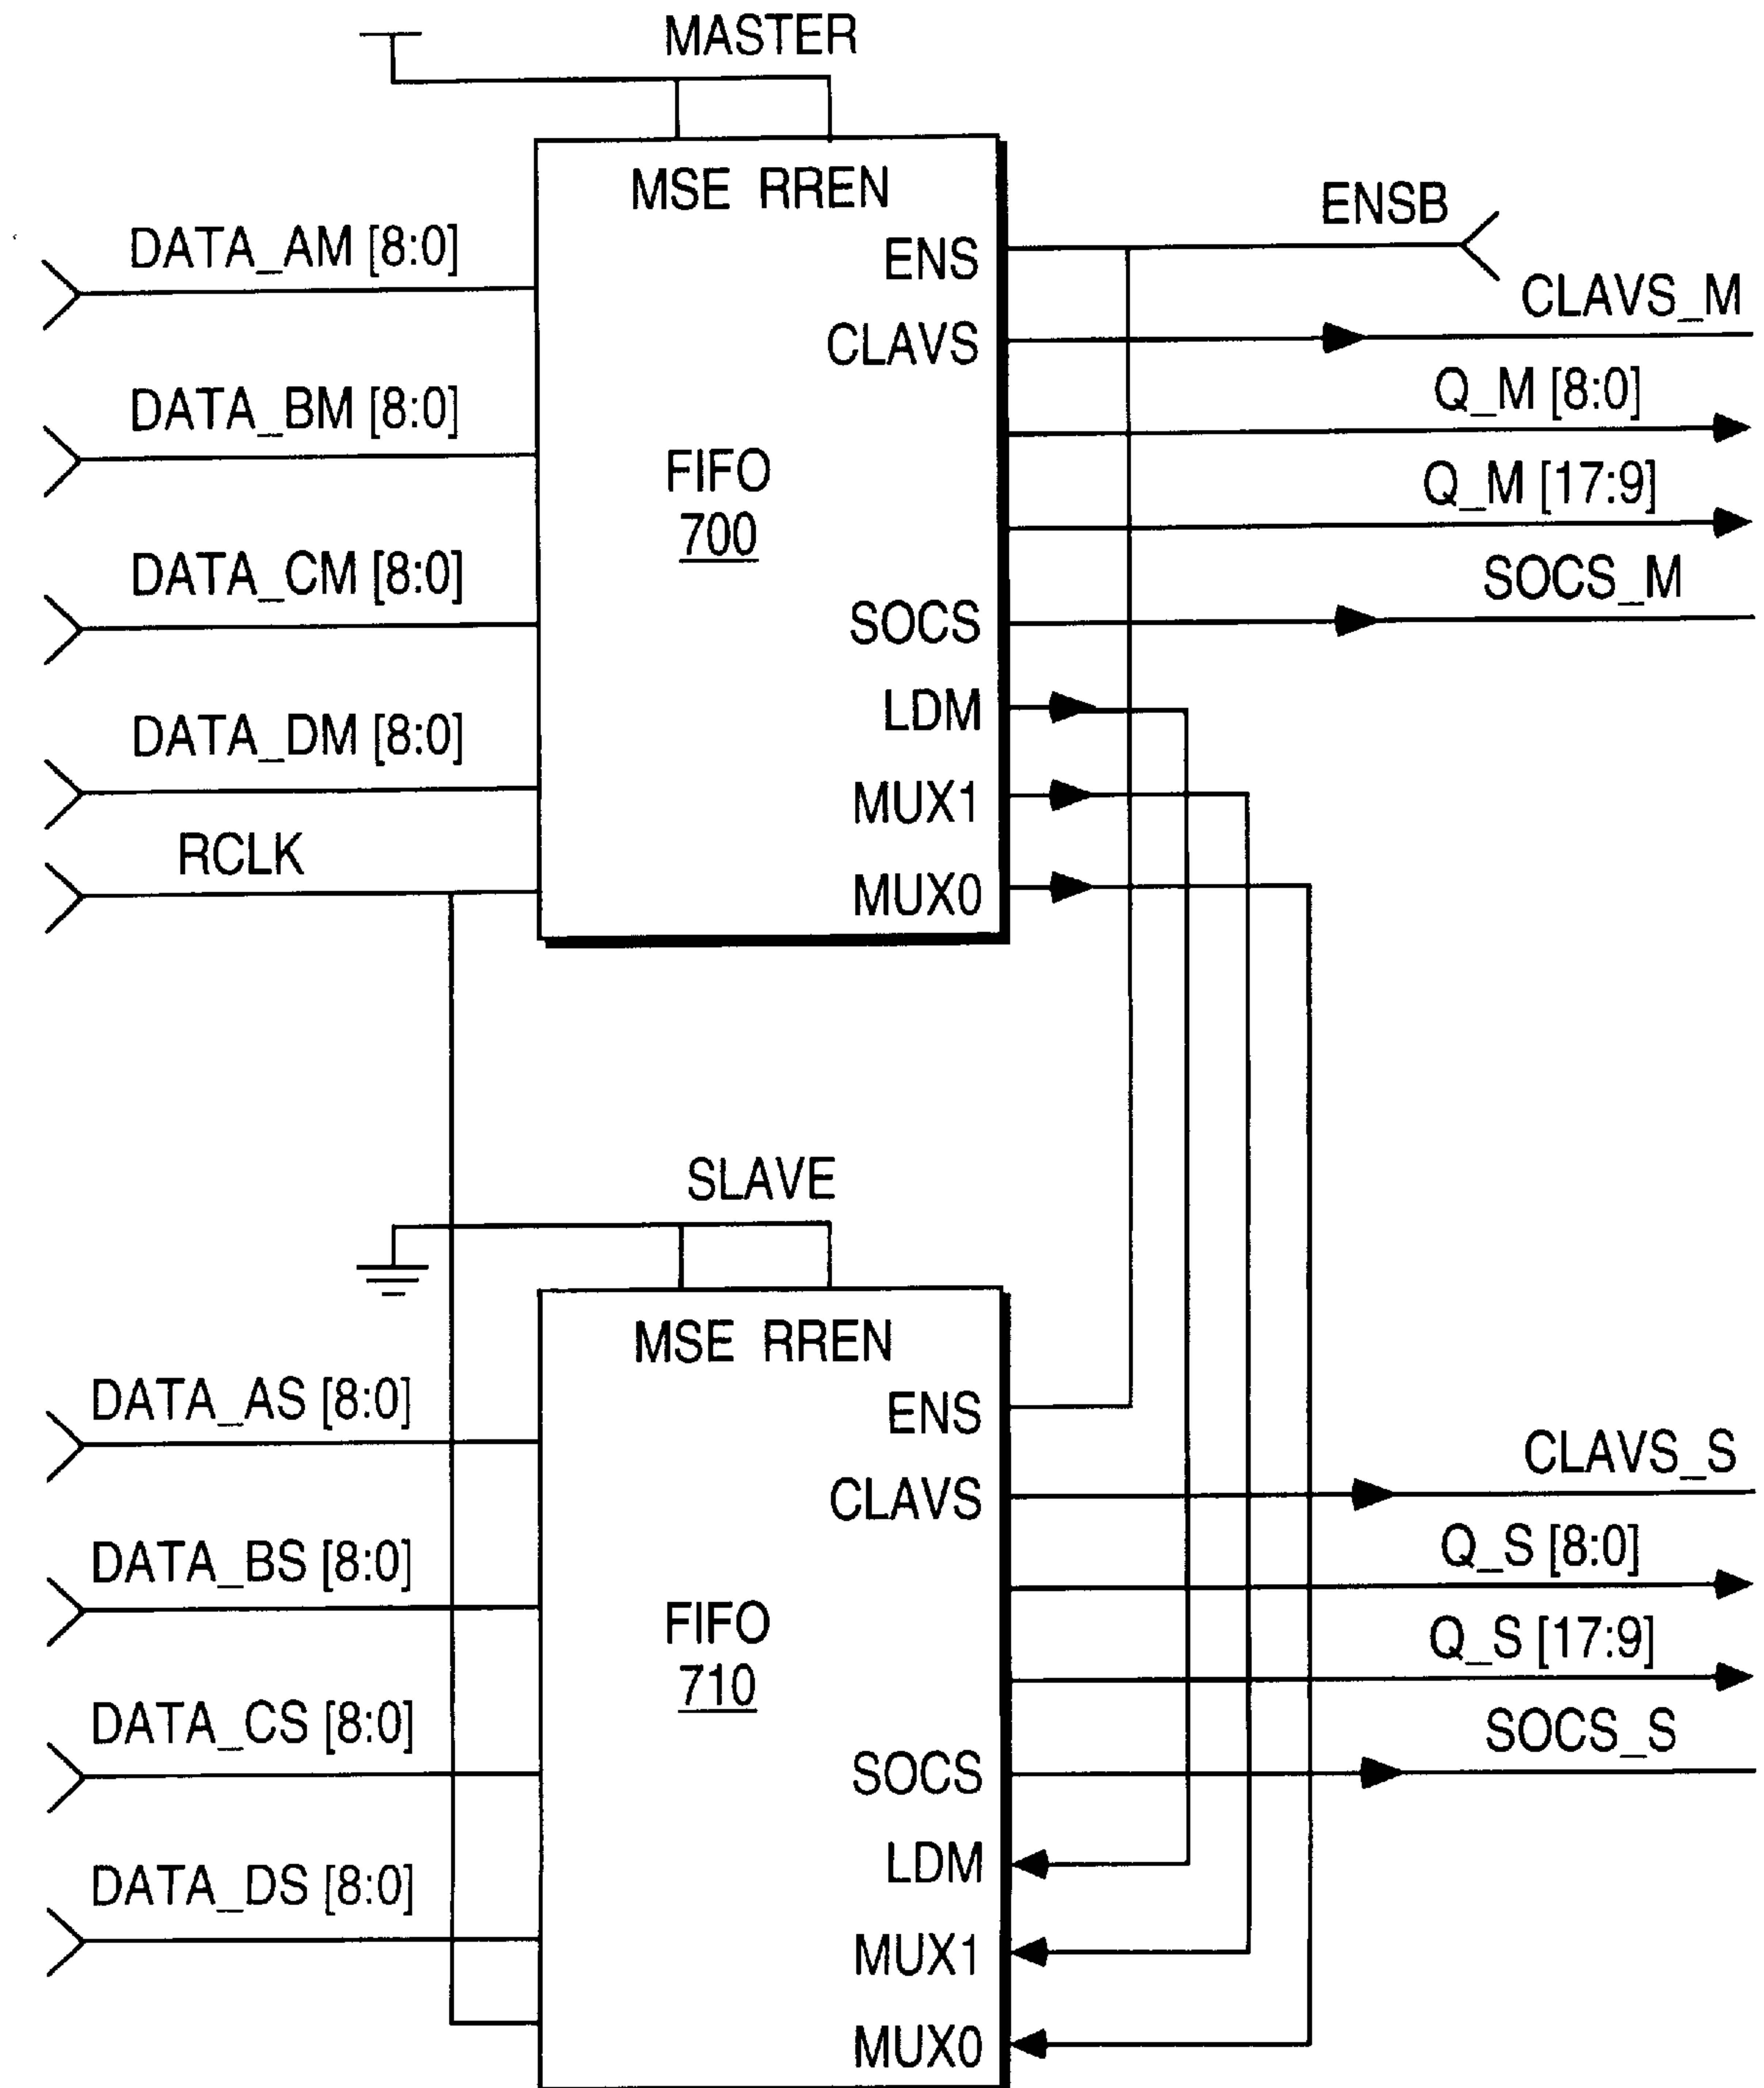 MASTER
MSE RREN
ENSB
DATA_AM [8:0]
ENS
CLAVS_M
CLAVS
DATA_BM [8:0]
Q_M [8:0]
FIFO
700
Q_M [17:9]
DATA_CM [8:0]
SOCS_M
SOCS
LDM
DATA_DM [8:0]
MUX1
RCLK
MUX0
SLAVE
MSE RREN
DATA_AS [8:0]
ENS
CLAVS_S
CLAVS
DATA_BS [8:0]
Q_S [8:0]
FIFO
710
Q_S [17:9]
DATA_CS [8:0]
SOCS_S
SOCS
LDM
DATA_DS [8:0]
MUX1
MUX0